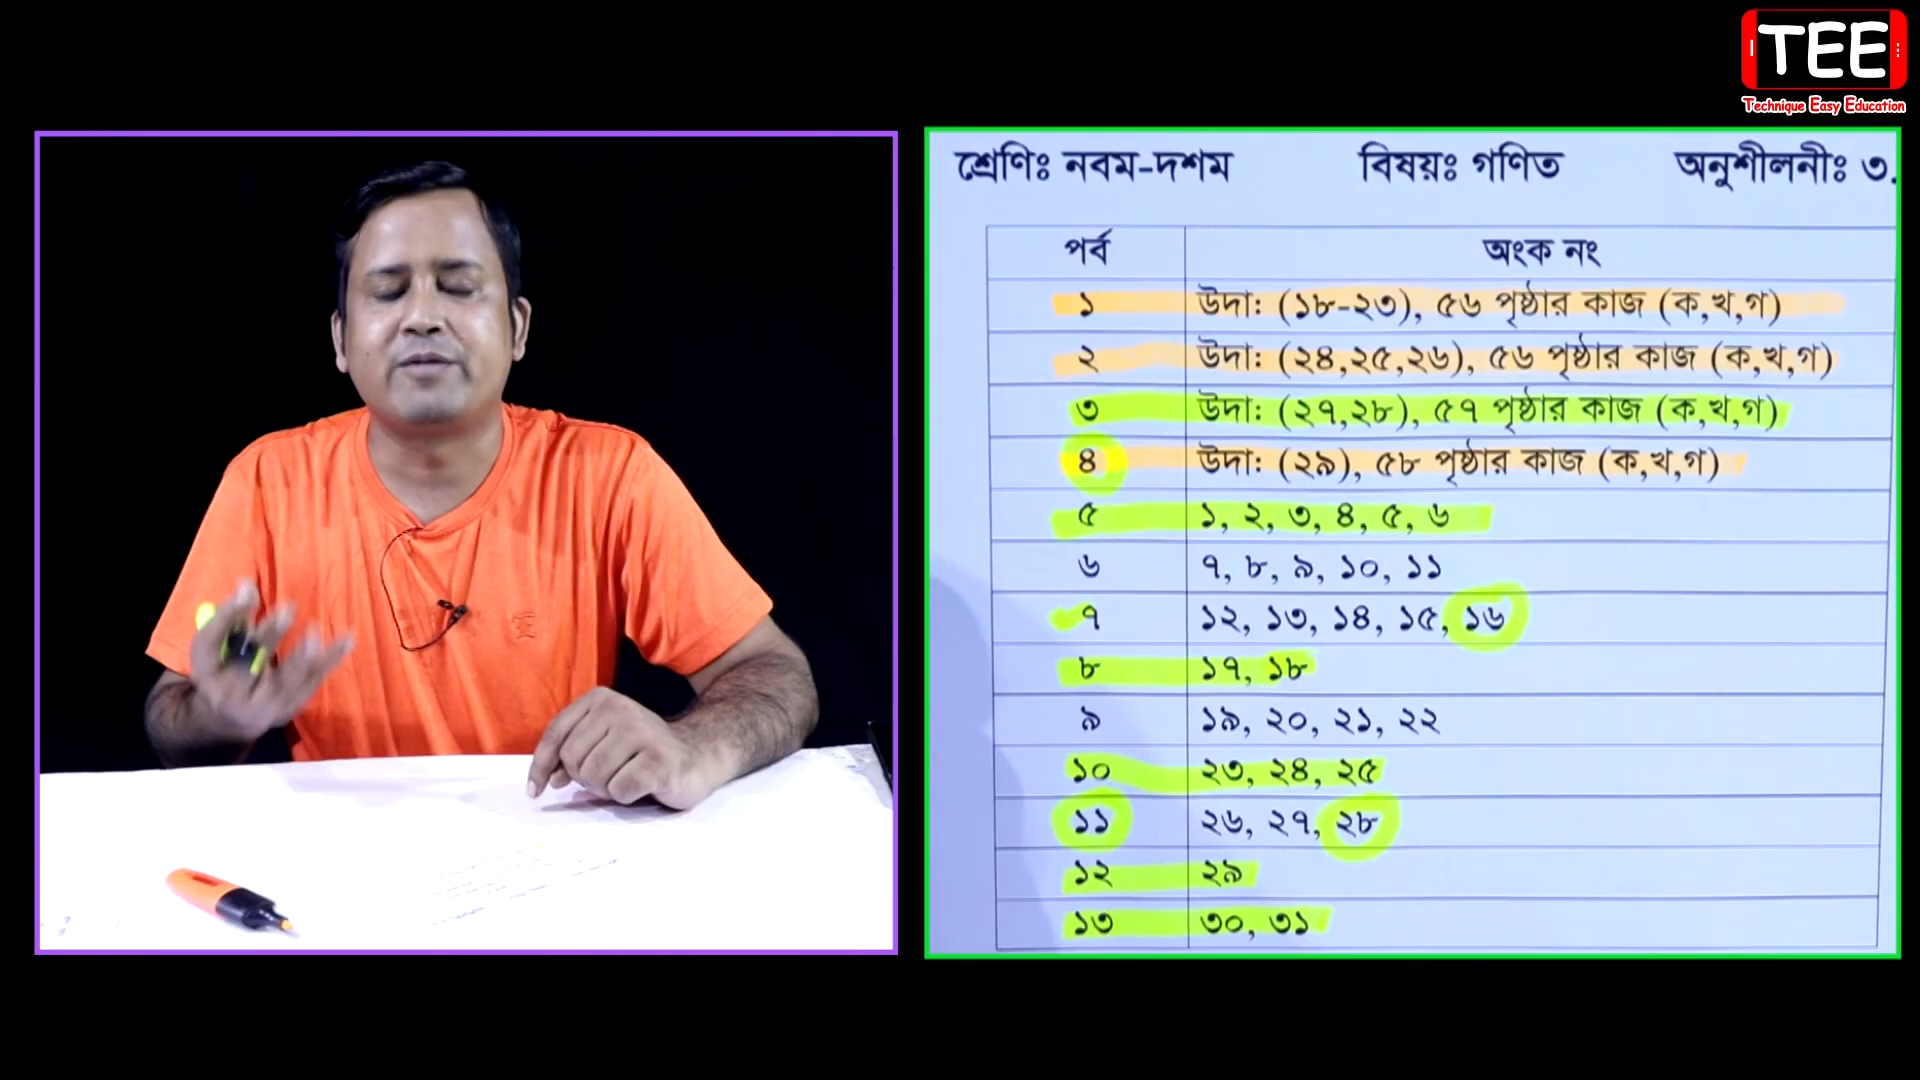 TEE
Technique Easy Education
শ্রেণিঃ নবম-দশম বিষয়ঃ গণিত অনুশীলনীঃ ৩.
পর্ব অংক নং
১ উদা: (১৮-২৩), ৫৬ পৃষ্ঠার কাজ (ক,খ,গ)
২ উদা: (২৪,২৫,২৬), ৫৬ পৃষ্ঠার কাজ (ক,খ,গ)
৩ উদা: (২৭,২৮), ৫৭ পৃষ্ঠার কাজ (ক,খ,গ)
৪ উদা: (২৯), ৫৮ পৃষ্ঠার কাজ (ক,খ,গ)
৫ ১, ২, ৩, ৪, ৫, ৬
৬ ৭, ৮, ৯, ১০, ১১
৭ ১২, ১৩, ১৪, ১৫, ১৬
৮ ১৭, ১৮
৯ ১৯, ২০, ২১, ২২
১০ ২৩, ২৪, ২৫
১১ ২৬, ২৭, ২৮
১২ ২৯
১৩ ৩০, ৩১